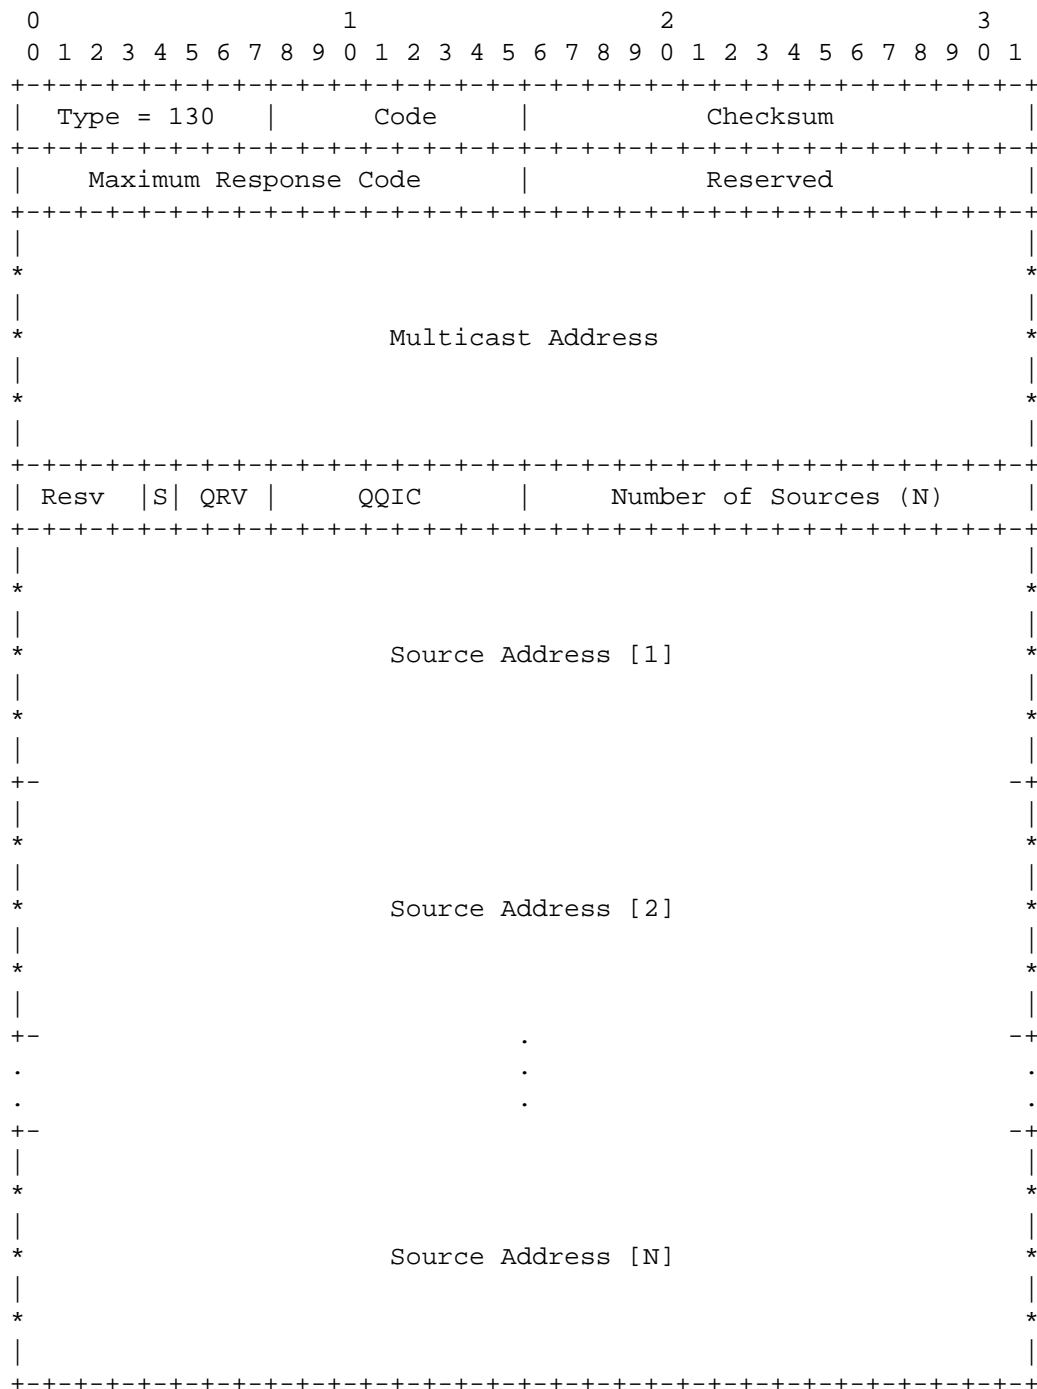 0                   1                   2                   3
 0 1 2 3 4 5 6 7 8 9 0 1 2 3 4 5 6 7 8 9 0 1 2 3 4 5 6 7 8 9 0 1
+-+-+-+-+-+-+-+-+-+-+-+-+-+-+-+-+-+-+-+-+-+-+-+-+-+-+-+-+-+-+-+-+
|  Type = 130   |      Code     |           Checksum            |
+-+-+-+-+-+-+-+-+-+-+-+-+-+-+-+-+-+-+-+-+-+-+-+-+-+-+-+-+-+-+-+-+
|    Maximum Response Code      |           Reserved            |
+-+-+-+-+-+-+-+-+-+-+-+-+-+-+-+-+-+-+-+-+-+-+-+-+-+-+-+-+-+-+-+-+
|                                                               |
*                                                               *
|                                                               |
*                       Multicast Address                       *
|                                                               |
*                                                               *
|                                                               |
+-+-+-+-+-+-+-+-+-+-+-+-+-+-+-+-+-+-+-+-+-+-+-+-+-+-+-+-+-+-+-+-+
| Resv  |S| QRV |     QQIC      |     Number of Sources (N)     |
+-+-+-+-+-+-+-+-+-+-+-+-+-+-+-+-+-+-+-+-+-+-+-+-+-+-+-+-+-+-+-+-+
|                                                               |
*                                                               *
|                                                               |
*                       Source Address [1]                      *
|                                                               |
*                                                               *
|                                                               |
+-                                                             -+
|                                                               |
*                                                               *
|                                                               |
*                       Source Address [2]                      *
|                                                               |
*                                                               *
|                                                               |
+-                              .                              -+
.                               .                               .
.                               .                               .
+-                                                             -+
|                                                               |
*                                                               *
|                                                               |
*                       Source Address [N]                      *
|                                                               |
*                                                               *
|                                                               |
+-+-+-+-+-+-+-+-+-+-+-+-+-+-+-+-+-+-+-+-+-+-+-+-+-+-+-+-+-+-+-+-+